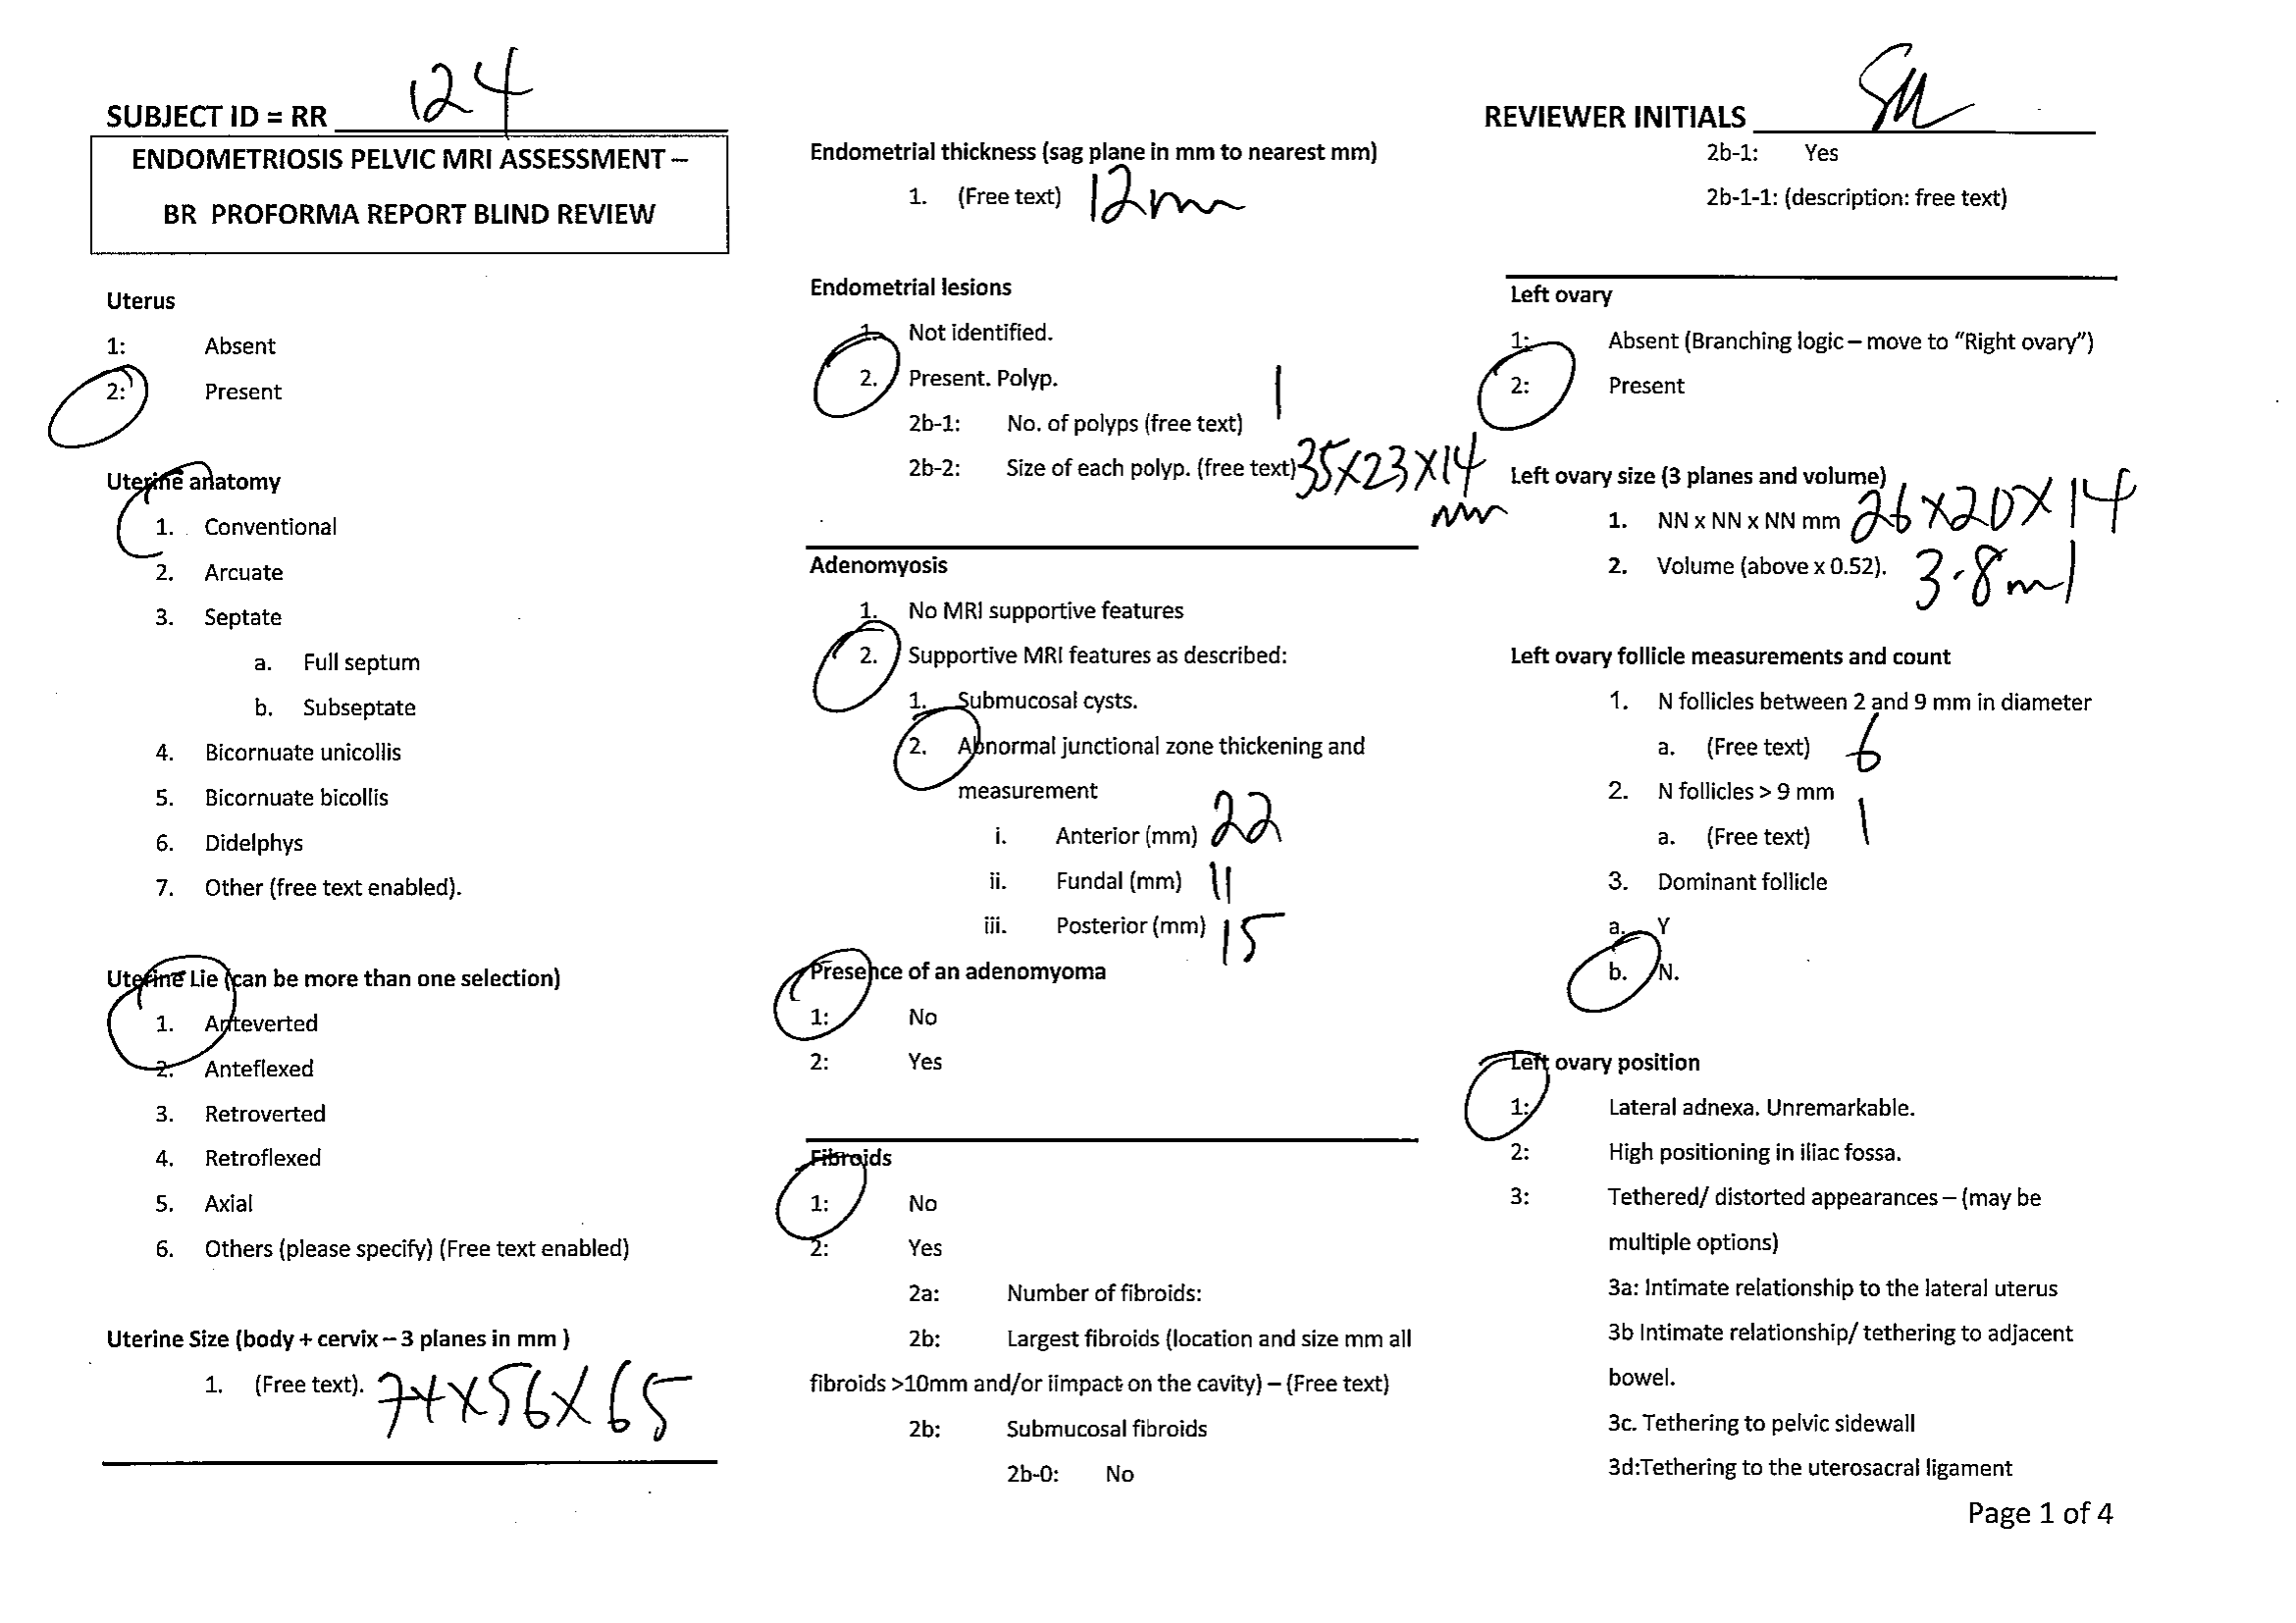 SUBJECT ID = RR 124
ENDOMETRIOSIS PELVIC MRI ASSESSMENT –
BR PROFORMA REPORT BLIND REVIEW
Uterus
1: Absent
2: Present
Uterine anatomy
1. Conventional
2. Arcuate
3. Septate
a. Full septum
b. Subseptate
4. Bicornuate unicollis
5. Bicornuate bicollis
6. Didelphys
7. Other (free text enabled).
Uterine Lie (can be more than one selection)
1. Anteverted
2. Anteflexed
3. Retroverted
4. Retroflexed
5. Axial
6. Others (please specify) (Free text enabled)
Uterine Size (body + cervix – 3 planes in mm )
1. (Free text). 74x56x65
Endometrial thickness (sag plane in mm to nearest mm)
1. (Free text) 12mm
Endometrial lesions
1. Not identified.
2. Present. Polyp.
2b-1: No. of polyps (free text) 1
2b-2: Size of each polyp. (free text) 35x23x14
mm
Adenomyosis
1. No MRI supportive features
2. Supportive MRI features as described:
1. Submucosal cysts.
2. Abnormal junctional zone thickening and
measurement
i. Anterior (mm) 22
ii. Fundal (mm) 11
iii. Posterior (mm) 15
Presence of an adenomyoma
1: No
2: Yes
Fibroids
1: No
2: Yes
2a: Number of fibroids:
2b: Largest fibroids (location and size mm all
fibroids >10mm and/or iimpact on the cavity) – (Free text)
2b: Submucosal fibroids
2b-0: No
REVIEWER INITIALS SM
2b-1: Yes
2b-1-1: (description: free text)
Left ovary
1: Absent (Branching logic – move to “Right ovary”)
2: Present
Left ovary size (3 planes and volume)
1. NN x NN x NN mm 26x20x14
2. Volume (above x 0.52). 3.8ml
Left ovary follicle measurements and count
1. N follicles between 2 and 9 mm in diameter
a. (Free text) 6
2. N follicles > 9 mm
a. (Free text) 1
3. Dominant follicle
a. Y
b. N.
Left ovary position
1: Lateral adnexa. Unremarkable.
2: High positioning in iliac fossa.
3: Tethered/ distorted appearances – (may be
multiple options)
3a: Intimate relationship to the lateral uterus
3b Intimate relationship/ tethering to adjacent
bowel.
3c. Tethering to pelvic sidewall
3d:Tethering to the uterosacral ligament
Page 1 of 4